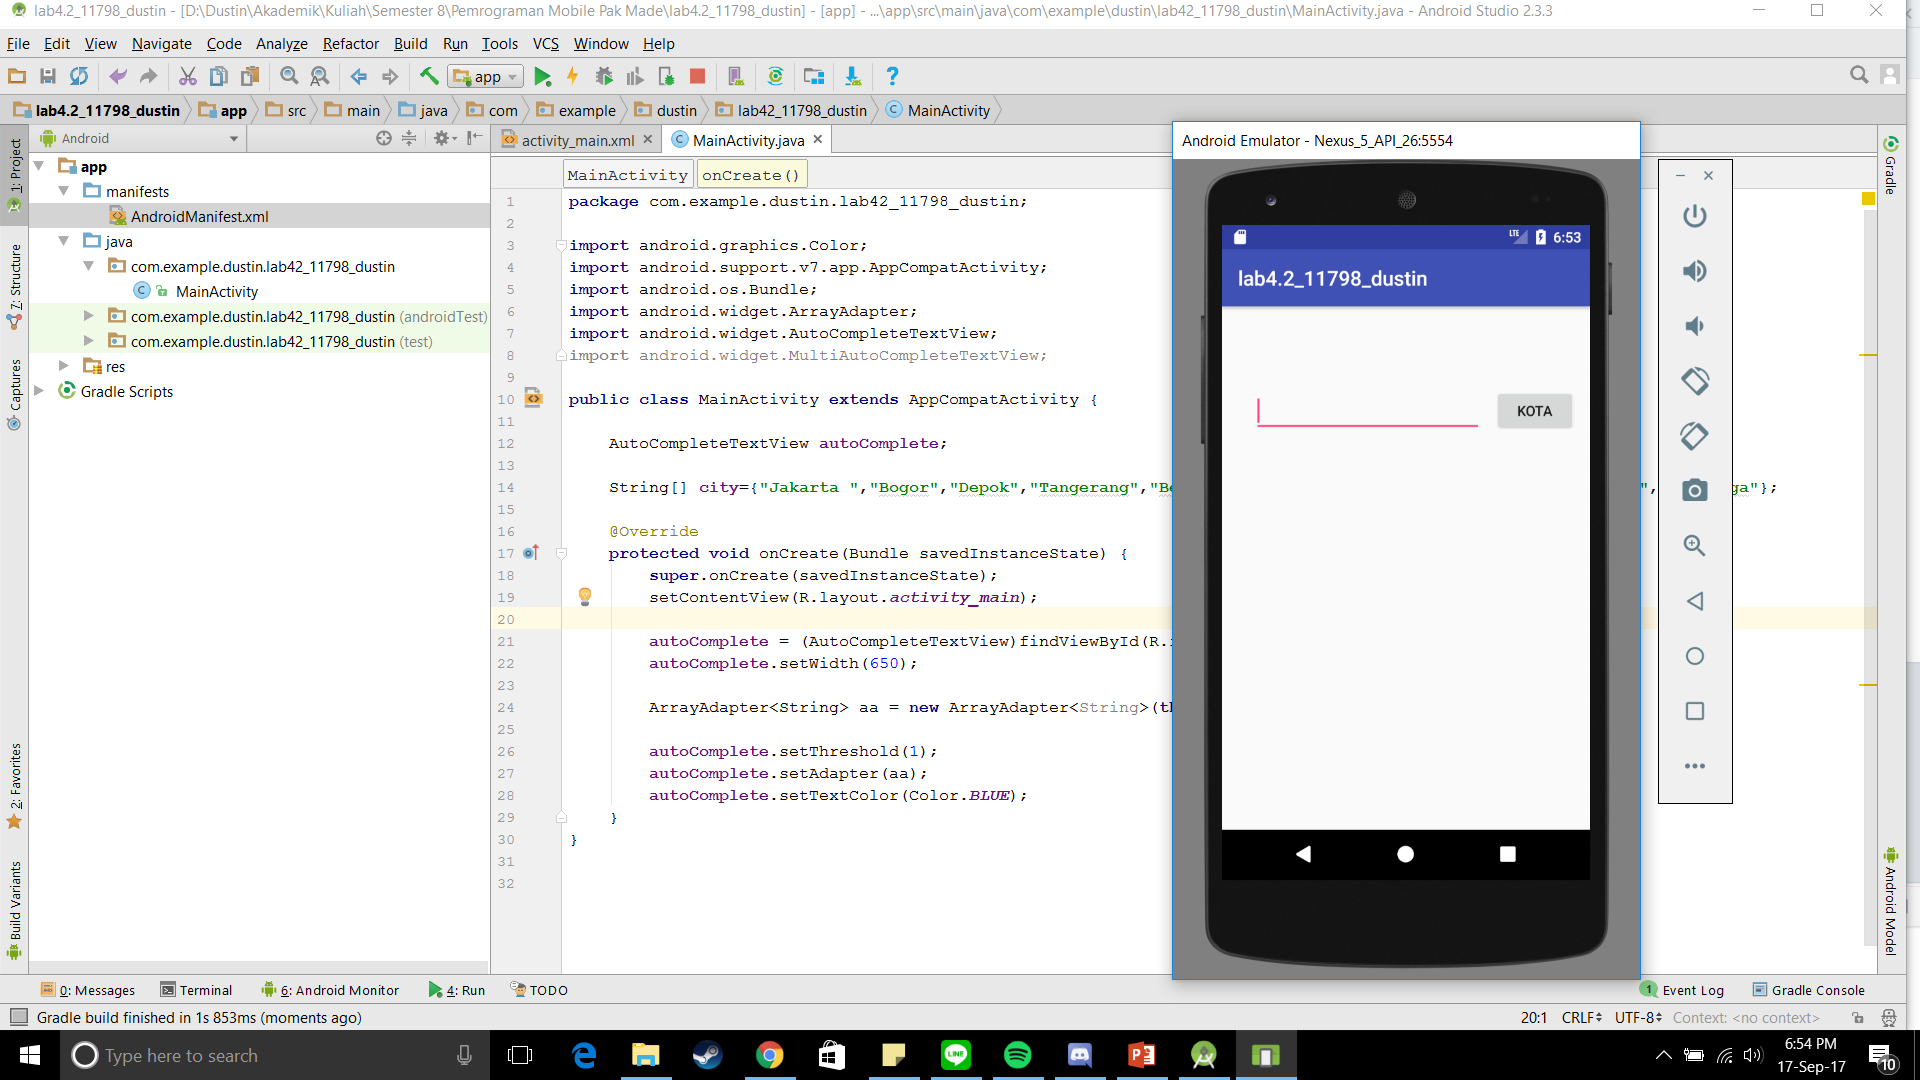 lab4.2_11798_dustin - [D:\Dustin\Akademik\Kuliah\Semester 8\Pemrograman Mobile Pak Made\lab4.2_11798_dustin] - [app] - ...\app\src\main\java\com\example\dustin\lab42_11798_dustin\MainActivity.java - Android Studio 2.3.3
File Edit View Navigate Code Analyze Refactor Build Run Tools VCS Window Help
app
lab4.2_11798_dustin app src main java com example dustin lab42_11798_dustin MainActivity
Android
activity_main.xml MainActivity.java
1: Project
7: Structure
Captures
2: Favorites
Build Variants
app
manifests
AndroidManifest.xml
java
com.example.dustin.lab42_11798_dustin
MainActivity
com.example.dustin.lab42_11798_dustin (androidTest)
com.example.dustin.lab42_11798_dustin (test)
res
Gradle Scripts
MainActivity onCreate()
1 package com.example.dustin.lab42_11798_dustin;
2
3 import android.graphics.Color;
4 import android.support.v7.app.AppCompatActivity;
5 import android.os.Bundle;
6 import android.widget.ArrayAdapter;
7 import android.widget.AutoCompleteTextView;
8 import android.widget.MultiAutoCompleteTextView;
9
10 public class MainActivity extends AppCompatActivity {
11
12 AutoCompleteTextView autoComplete;
13
14 String[] city={"Jakarta ","Bogor","Depok","Tangerang","Be ", ga"};
15
16 @Override
17 protected void onCreate(Bundle savedInstanceState) {
18 super.onCreate(savedInstanceState);
19 setContentView(R.layout.activity_main);
20
21 autoComplete = (AutoCompleteTextView)findViewById(R.
22 autoComplete.setWidth(650);
23
24 ArrayAdapter<String> aa = new ArrayAdapter<String>(th
25
26 autoComplete.setThreshold(1);
27 autoComplete.setAdapter(aa);
28 autoComplete.setTextColor(Color.BLUE);
29 }
30 }
31
32
Android Emulator - Nexus_5_API_26:5554
LTE 6:53
lab4.2_11798_dustin
KOTA
Gradle
Android Model
0: Messages Terminal 6: Android Monitor 4: Run TODO
1 Event Log Gradle Console
Gradle build finished in 1s 853ms (moments ago)
20:1 CRLF UTF-8 Context: <no context>
Type here to search
6:54 PM
17-Sep-17
10